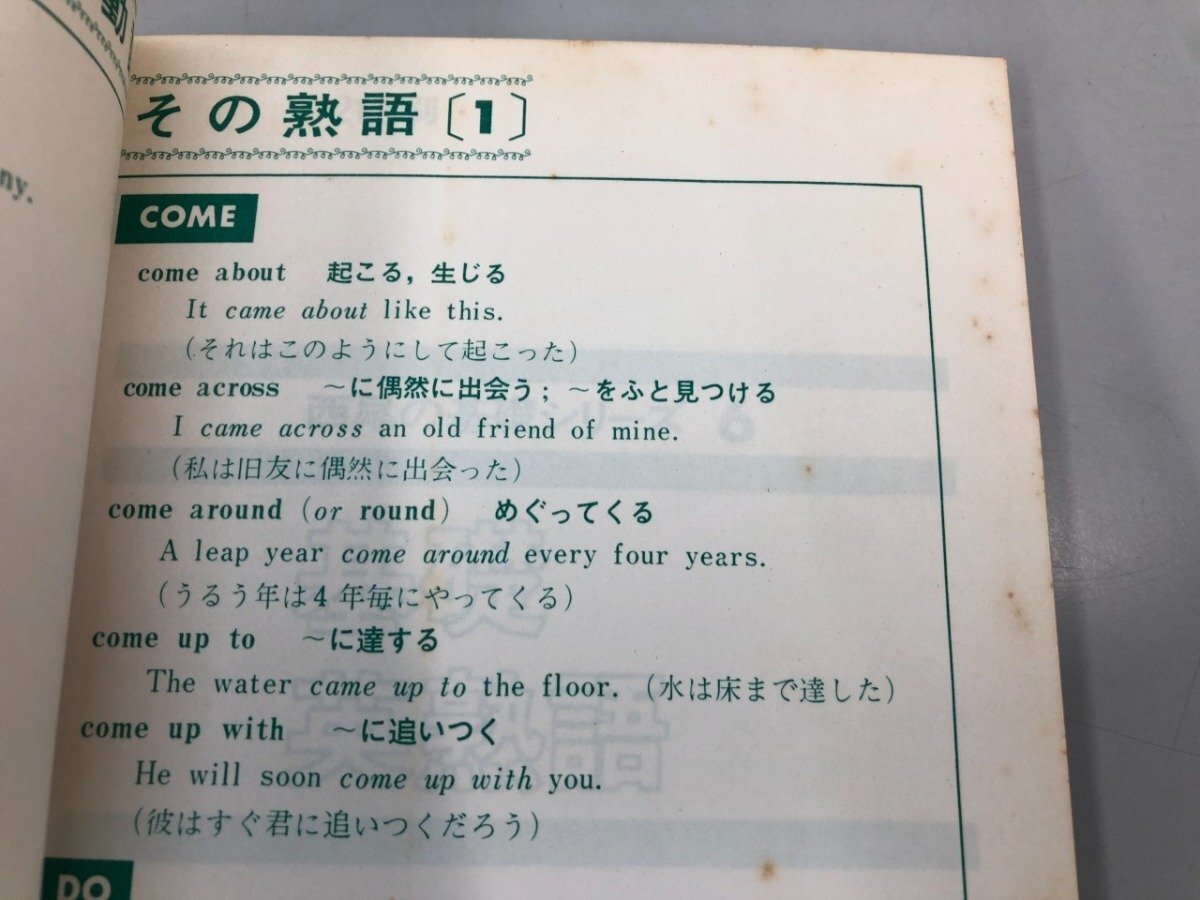 動
ny.
その熟語〔1〕
COME
come about 起こる，生じる
It came about like this.
(それはこのようにして起こった)
come across ～に偶然に出会う；～をふと見つける
I came across an old friend of mine.
(私は旧友に偶然に出会った)
come around (or round) めぐってくる
A leap year come around every four years.
(うるう年は4年毎にやってくる)
come up to ～に達する
The water came up to the floor. (水は床まで達した)
come up with ～に追いつく
He will soon come up with you.
(彼はすぐ君に追いつくだろう)
DO